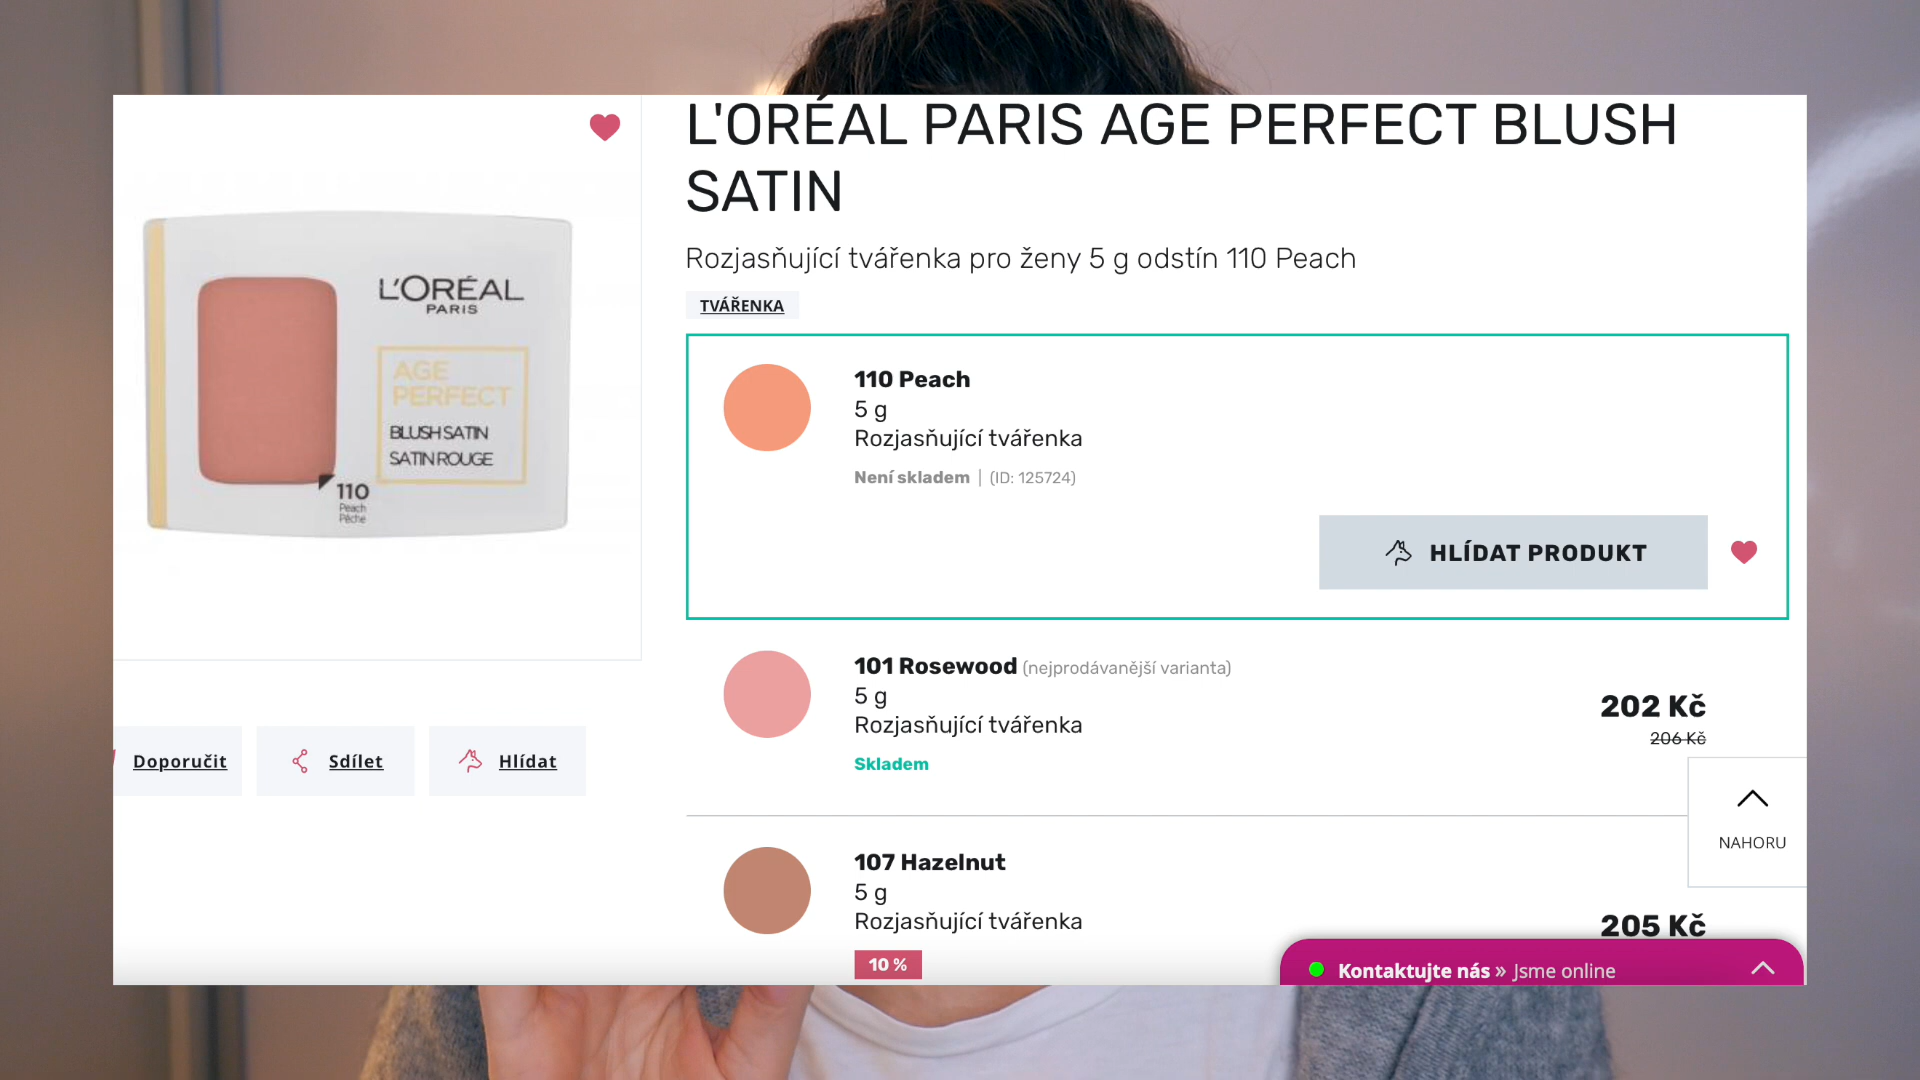 L'ORÉAL PARIS AGE PERFECT BLUSH
SATIN
Rozjasňující tvářenka pro ženy 5 g odstín 110 Peach
TVÁŘENKA
L'ORÉAL
PARIS
AGE
PERFECT
BLUSH SATIN
SATIN ROUGE
110
Peach
Pêche
110 Peach
5 g
Rozjasňující tvářenka
Není skladem | (ID: 125724)
HLÍDAT PRODUKT
101 Rosewood (nejprodávanější varianta)
5 g
Rozjasňující tvářenka
Skladem
202 Kč
206 Kč
Doporučit
Sdílet
Hlídat
NAHORU
107 Hazelnut
5 g
Rozjasňující tvářenka
10 %
205 Kč
Kontaktujte nás » Jsme online